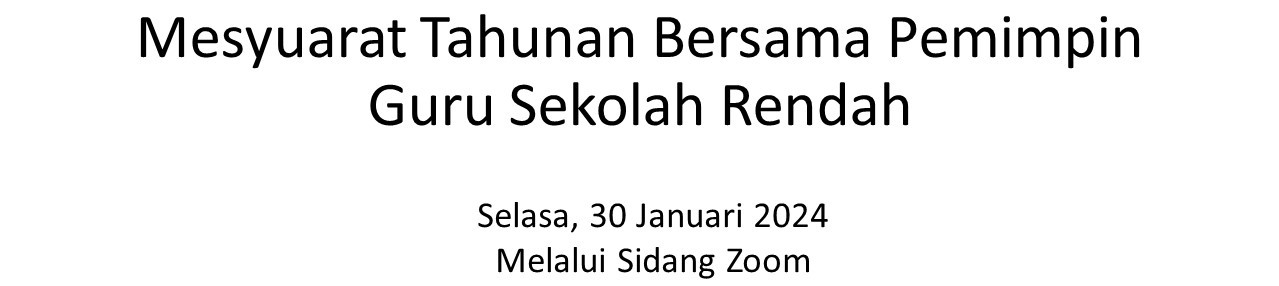 Mesyuarat Tahunan Bersama Pemimpin
Guru Sekolah Rendah
Selasa, 30 Januari 2024
Melalui Sidang Zoom